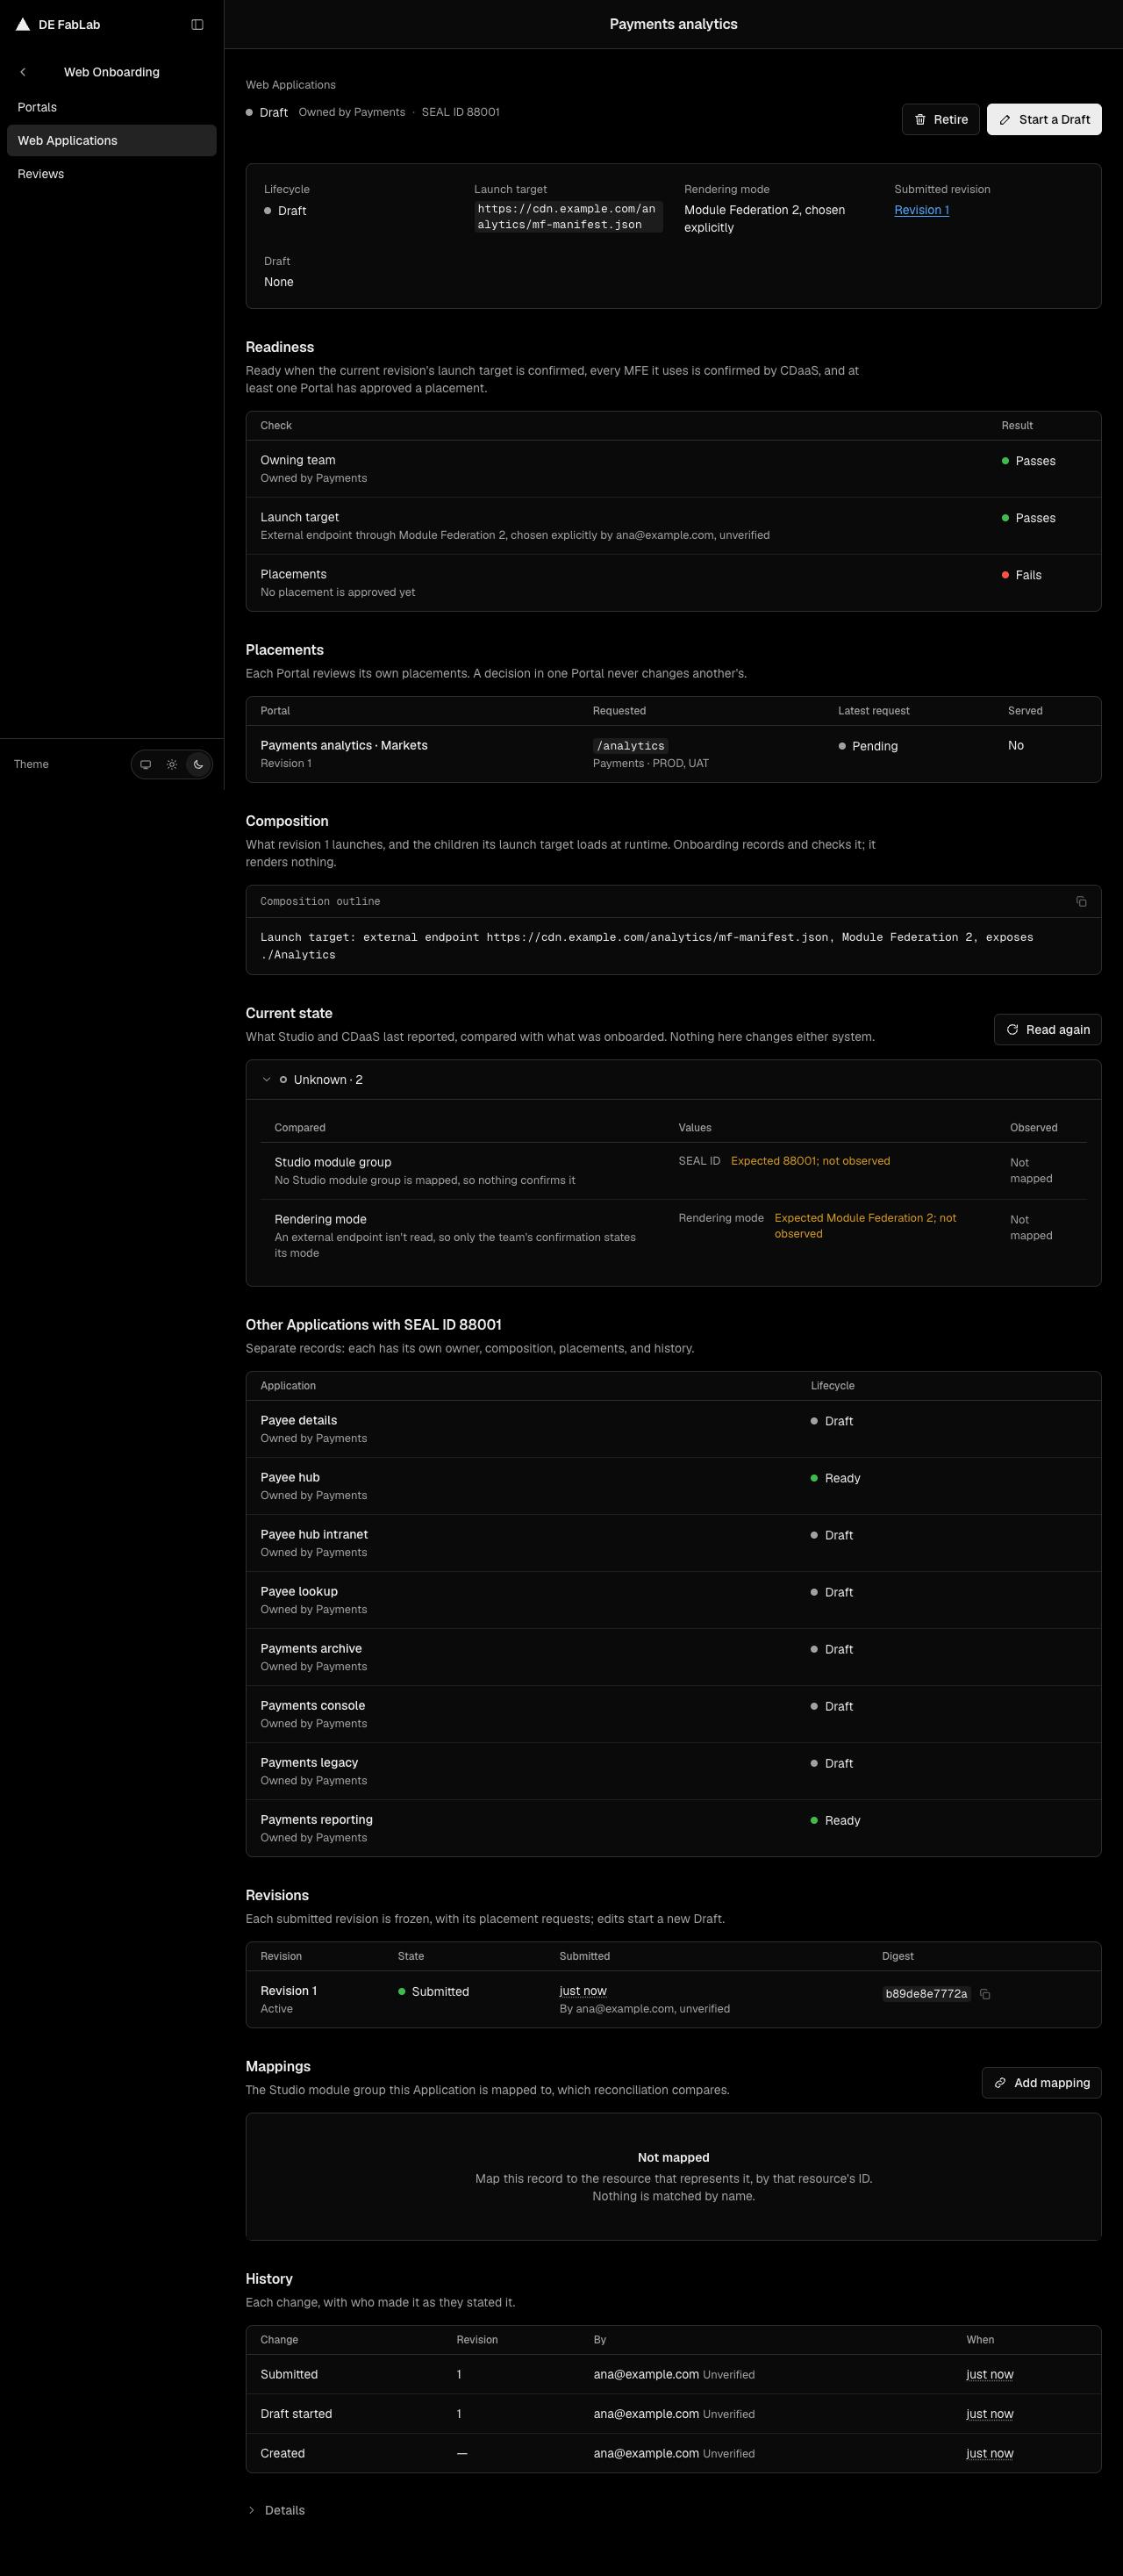 DE FabLab
Payments analytics
Web Onboarding
Portals
Web Applications
Reviews
Theme
Web Applications
Draft Owned by Payments · SEAL ID 88001
Retire
Start a Draft
Lifecycle
Draft
Launch target
https://cdn.example.com/an
alytics/mf-manifest.json
Rendering mode
Module Federation 2, chosen
explicitly
Submitted revision
Revision 1
Draft
None
Readiness
Ready when the current revision's launch target is confirmed, every MFE it uses is confirmed by CDaaS, and at
least one Portal has approved a placement.
Check Result
Owning team Passes
Owned by Payments
Launch target Passes
External endpoint through Module Federation 2, chosen explicitly by ana@example.com, unverified
Placements Fails
No placement is approved yet
Placements
Each Portal reviews its own placements. A decision in one Portal never changes another's.
Portal Requested Latest request Served
Payments analytics · Markets /analytics Pending No
Revision 1 Payments · PROD, UAT
Composition
What revision 1 launches, and the children its launch target loads at runtime. Onboarding records and checks it; it
renders nothing.
Composition outline
Launch target: external endpoint https://cdn.example.com/analytics/mf-manifest.json, Module Federation 2, exposes
./Analytics
Current state
What Studio and CDaaS last reported, compared with what was onboarded. Nothing here changes either system.
Read again
Unknown · 2
Compared Values Observed
Studio module group
No Studio module group is mapped, so nothing confirms it
SEAL ID Expected 88001; not observed
Not
mapped
Rendering mode
An external endpoint isn't read, so only the team's confirmation states
its mode
Rendering mode Expected Module Federation 2; not
observed
Not
mapped
Other Applications with SEAL ID 88001
Separate records: each has its own owner, composition, placements, and history.
Application Lifecycle
Payee details Draft
Owned by Payments
Payee hub Ready
Owned by Payments
Payee hub intranet Draft
Owned by Payments
Payee lookup Draft
Owned by Payments
Payments archive Draft
Owned by Payments
Payments console Draft
Owned by Payments
Payments legacy Draft
Owned by Payments
Payments reporting Ready
Owned by Payments
Revisions
Each submitted revision is frozen, with its placement requests; edits start a new Draft.
Revision State Submitted Digest
Revision 1 Submitted just now b89de8e7772a
Active By ana@example.com, unverified
Mappings
The Studio module group this Application is mapped to, which reconciliation compares.
Add mapping
Not mapped
Map this record to the resource that represents it, by that resource's ID.
Nothing is matched by name.
History
Each change, with who made it as they stated it.
Change Revision By When
Submitted 1 ana@example.com Unverified just now
Draft started 1 ana@example.com Unverified just now
Created — ana@example.com Unverified just now
Details